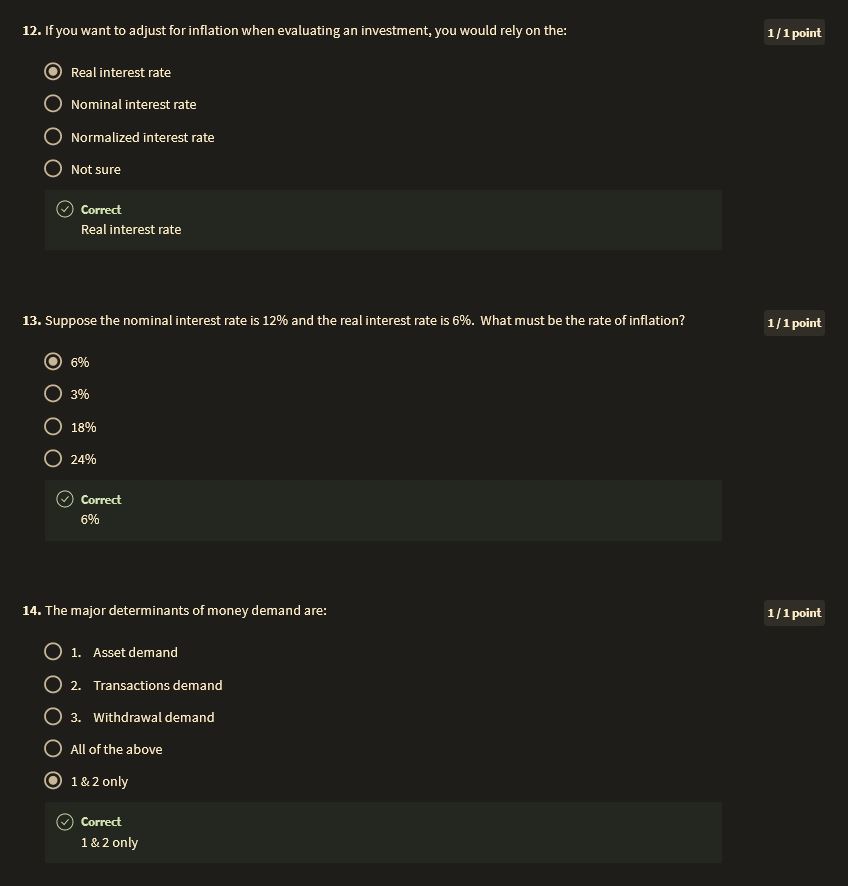 12. If you want to adjust for inflation when evaluating an investment, you would rely on the:
1 / 1 point
Real interest rate
Nominal interest rate
Normalized interest rate
Not sure
Correct
Real interest rate
13. Suppose the nominal interest rate is 12% and the real interest rate is 6%. What must be the rate of inflation?
1 / 1 point
6%
3%
18%
24%
Correct
6%
14. The major determinants of money demand are:
1 / 1 point
1. Asset demand
2. Transactions demand
3. Withdrawal demand
All of the above
1 & 2 only
Correct
1 & 2 only